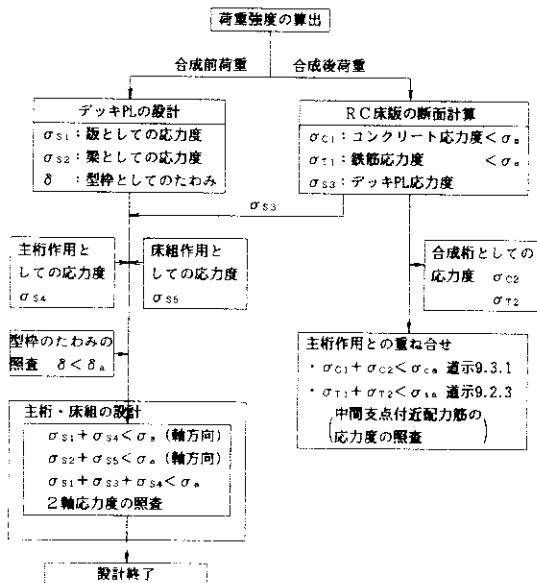 荷重強度の算出
合成前荷重
合成後荷重
デッキPLの設計
σS1：版としての応力度
σS2：梁としての応力度
δ ：型枠としてのたわみ
RC床版の断面計算
σC1：コンクリート応力度<σa
σT1：鉄筋応力度 <σa
σS3：デッキPL応力度
σS3
主桁作用と
しての応力度
σS4
床組作用と
しての応力度
σS5
合成桁としての
応力度 σC2
σT2
型枠のたわみの
照査 δ<δa
主桁作用との重ね合せ
・σC1+σC2<σca 道示9.3.1
・σT1+σT2<σsa 道示9.2.3
(中間支点付近配力筋の
応力度の照査)
主桁・床組の設計
σS1+σS4<σa (軸方向)
σS2+σS5<σa (軸方向)
σS1+σS3+σS4<σa
2軸応力度の照査
設計終了